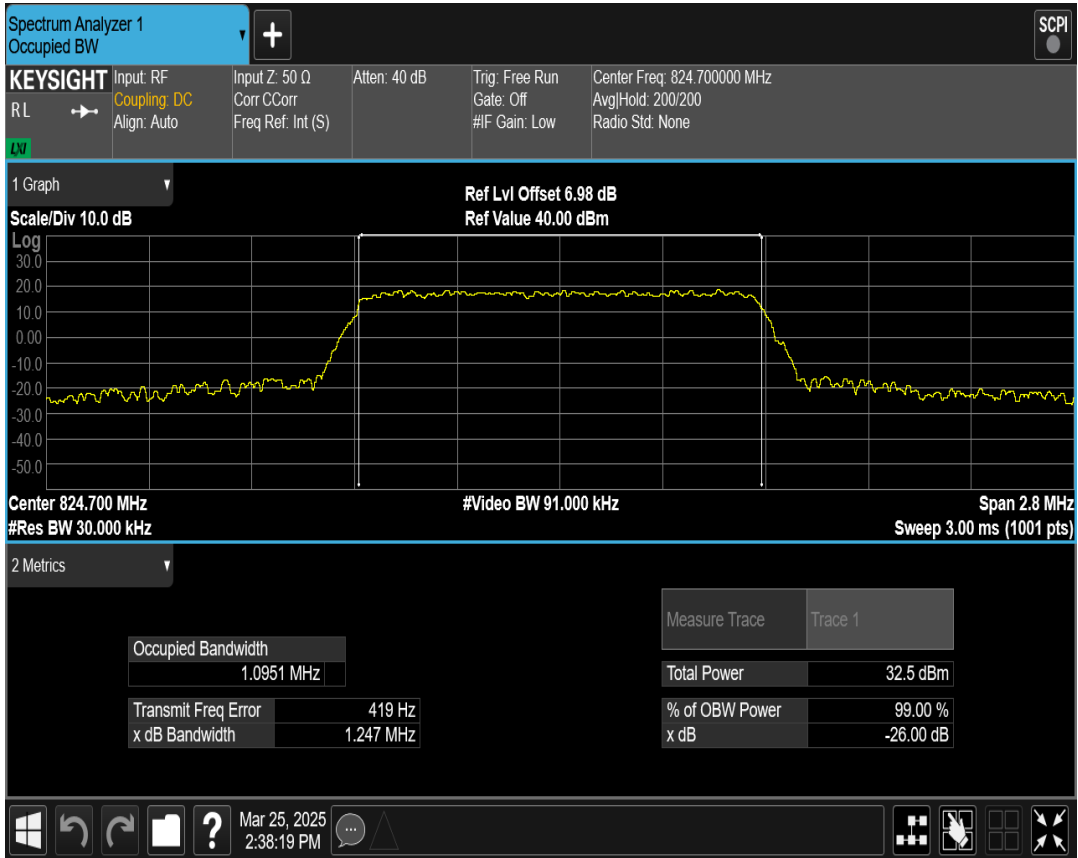 Spectrum Analyzer 1
Occupied BW
+
SCPI
KEYSIGHT
R L
LXI
Input: RF
Coupling: DC
Align: Auto
Input Z: 50 Ω
Corr CCorr
Freq Ref: Int (S)
Atten: 40 dB
Trig: Free Run
Gate: Off
#IF Gain: Low
Center Freq: 824.700000 MHz
Avg|Hold: 200/200
Radio Std: None
1 Graph
Scale/Div 10.0 dB
Ref Lvl Offset 6.98 dB
Ref Value 40.00 dBm
Log
30.0
20.0
10.0
0.00
-10.0
-20.0
-30.0
-40.0
-50.0
Center 824.700 MHz
#Video BW 91.000 kHz
Span 2.8 MHz
#Res BW 30.000 kHz
Sweep 3.00 ms (1001 pts)
2 Metrics
Measure Trace Trace 1
Occupied Bandwidth
1.0951 MHz
Total Power 32.5 dBm
Transmit Freq Error 419 Hz
% of OBW Power 99.00 %
x dB Bandwidth 1.247 MHz
x dB -26.00 dB
?
Mar 25, 2025
2:38:19 PM